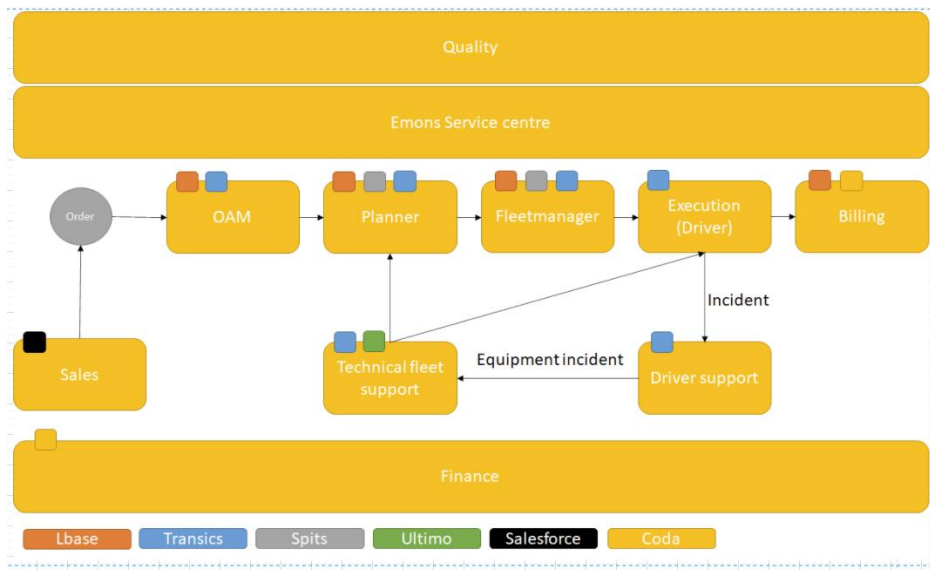 Quality
Emons Service centre
Order
OAM
Planner
Fleetmanager
Execution
(Driver)
Billing
Incident
Sales
Technical fleet
support
Equipment incident
Driver support
Finance
Lbase
Transics
Spits
Ultimo
Salesforce
Coda